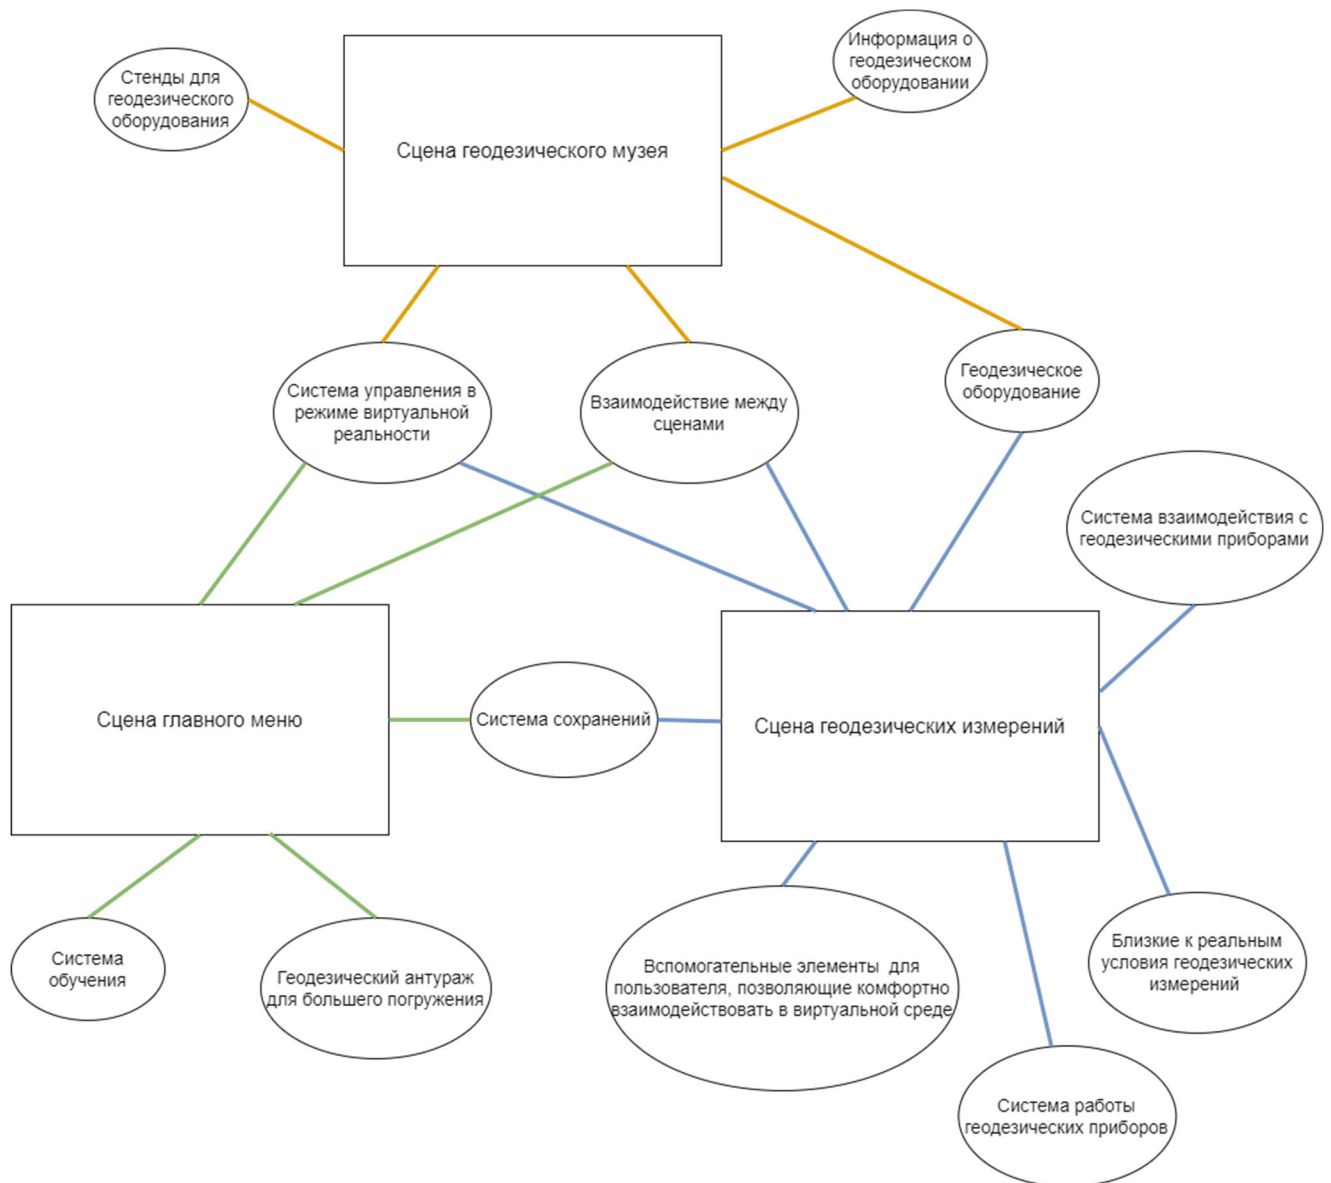 Стенды для
геодезического
оборудования
Сцена геодезического музея
Информация о
геодезическом
оборудовании
Система управления в
режиме виртуальной
реальности
Взаимодействие между
сценами
Геодезическое
оборудование
Система взаимодействия с
геодезическими приборами
Сцена главного меню
Система сохранений
Сцена геодезических измерений
Система
обучения
Геодезический антураж
для большего погружения
Вспомогательные элементы для
пользователя, позволяющие комфортно
взаимодействовать в виртуальной среде
Близкие к реальным
условия геодезических
измерений
Система работы
геодезических приборов